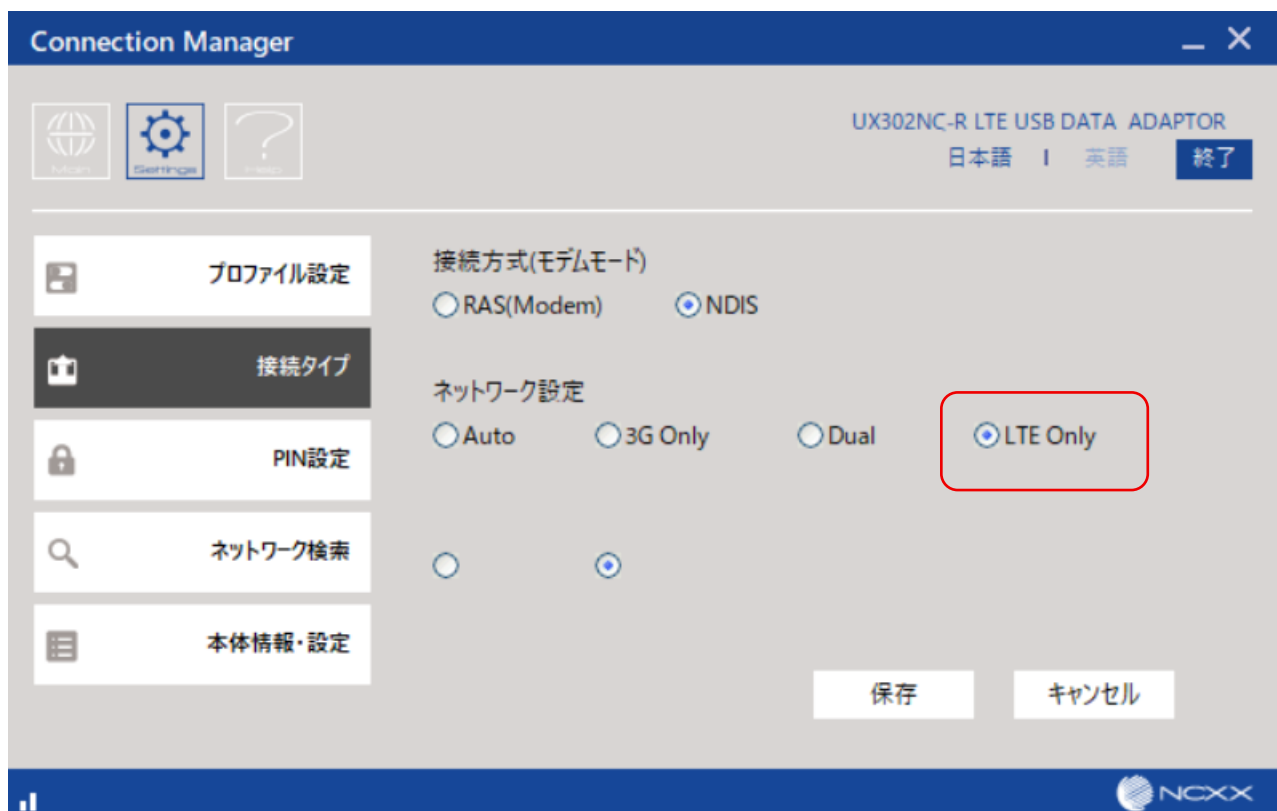 Connection Manager
Main
Settings
Help
UX302NC-R LTE USB DATA ADAPTOR
日本語 I 英語
終了
プロファイル設定
接続タイプ
PIN設定
ネットワーク検索
本体情報・設定
接続方式(モデムモード)
RAS(Modem) NDIS
ネットワーク設定
Auto 3G Only Dual LTE Only
保存 キャンセル
NCXX